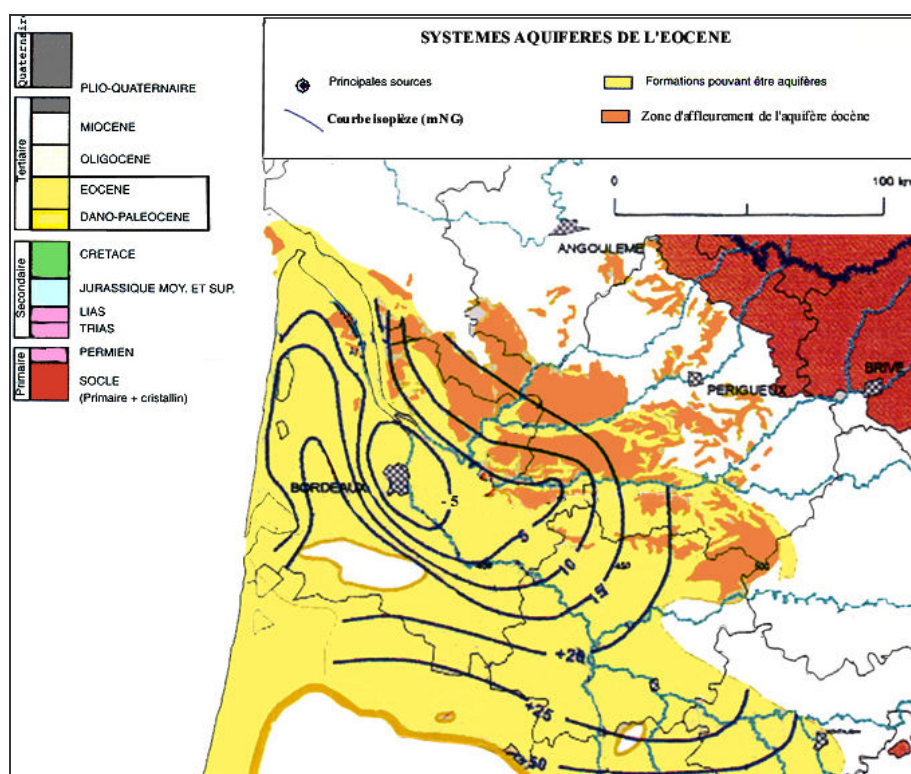 Quaternaire
PLIO-QUATERNAIRE
Tertiaire
MIOCENE
OLIGOCENE
EOCENE
DANO-PALEOCENE
Secondaire
CRETACE
JURASSIQUE MOY. ET SUP.
LIAS
TRIAS
Primaire
PERMIEN
SOCLE
(Primaire + cristallin)
SYSTEMES AQUIFERES DE L'EOCENE
Principales sources
Formations pouvant être aquifères
Courbe isopièze (mNG)
Zone d'affleurement de l'aquifère éocène
0
100 km
ANGOULEME
PERIGUEUX
BRIVE
BORDEAUX
- 5
5
10
15
450
500
+20
+25
50